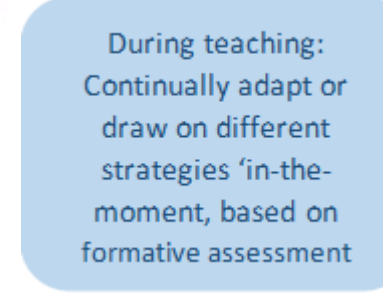 During teaching:
Continually adapt or
draw on different
strategies ‘in-the-
moment, based on
formative assessment